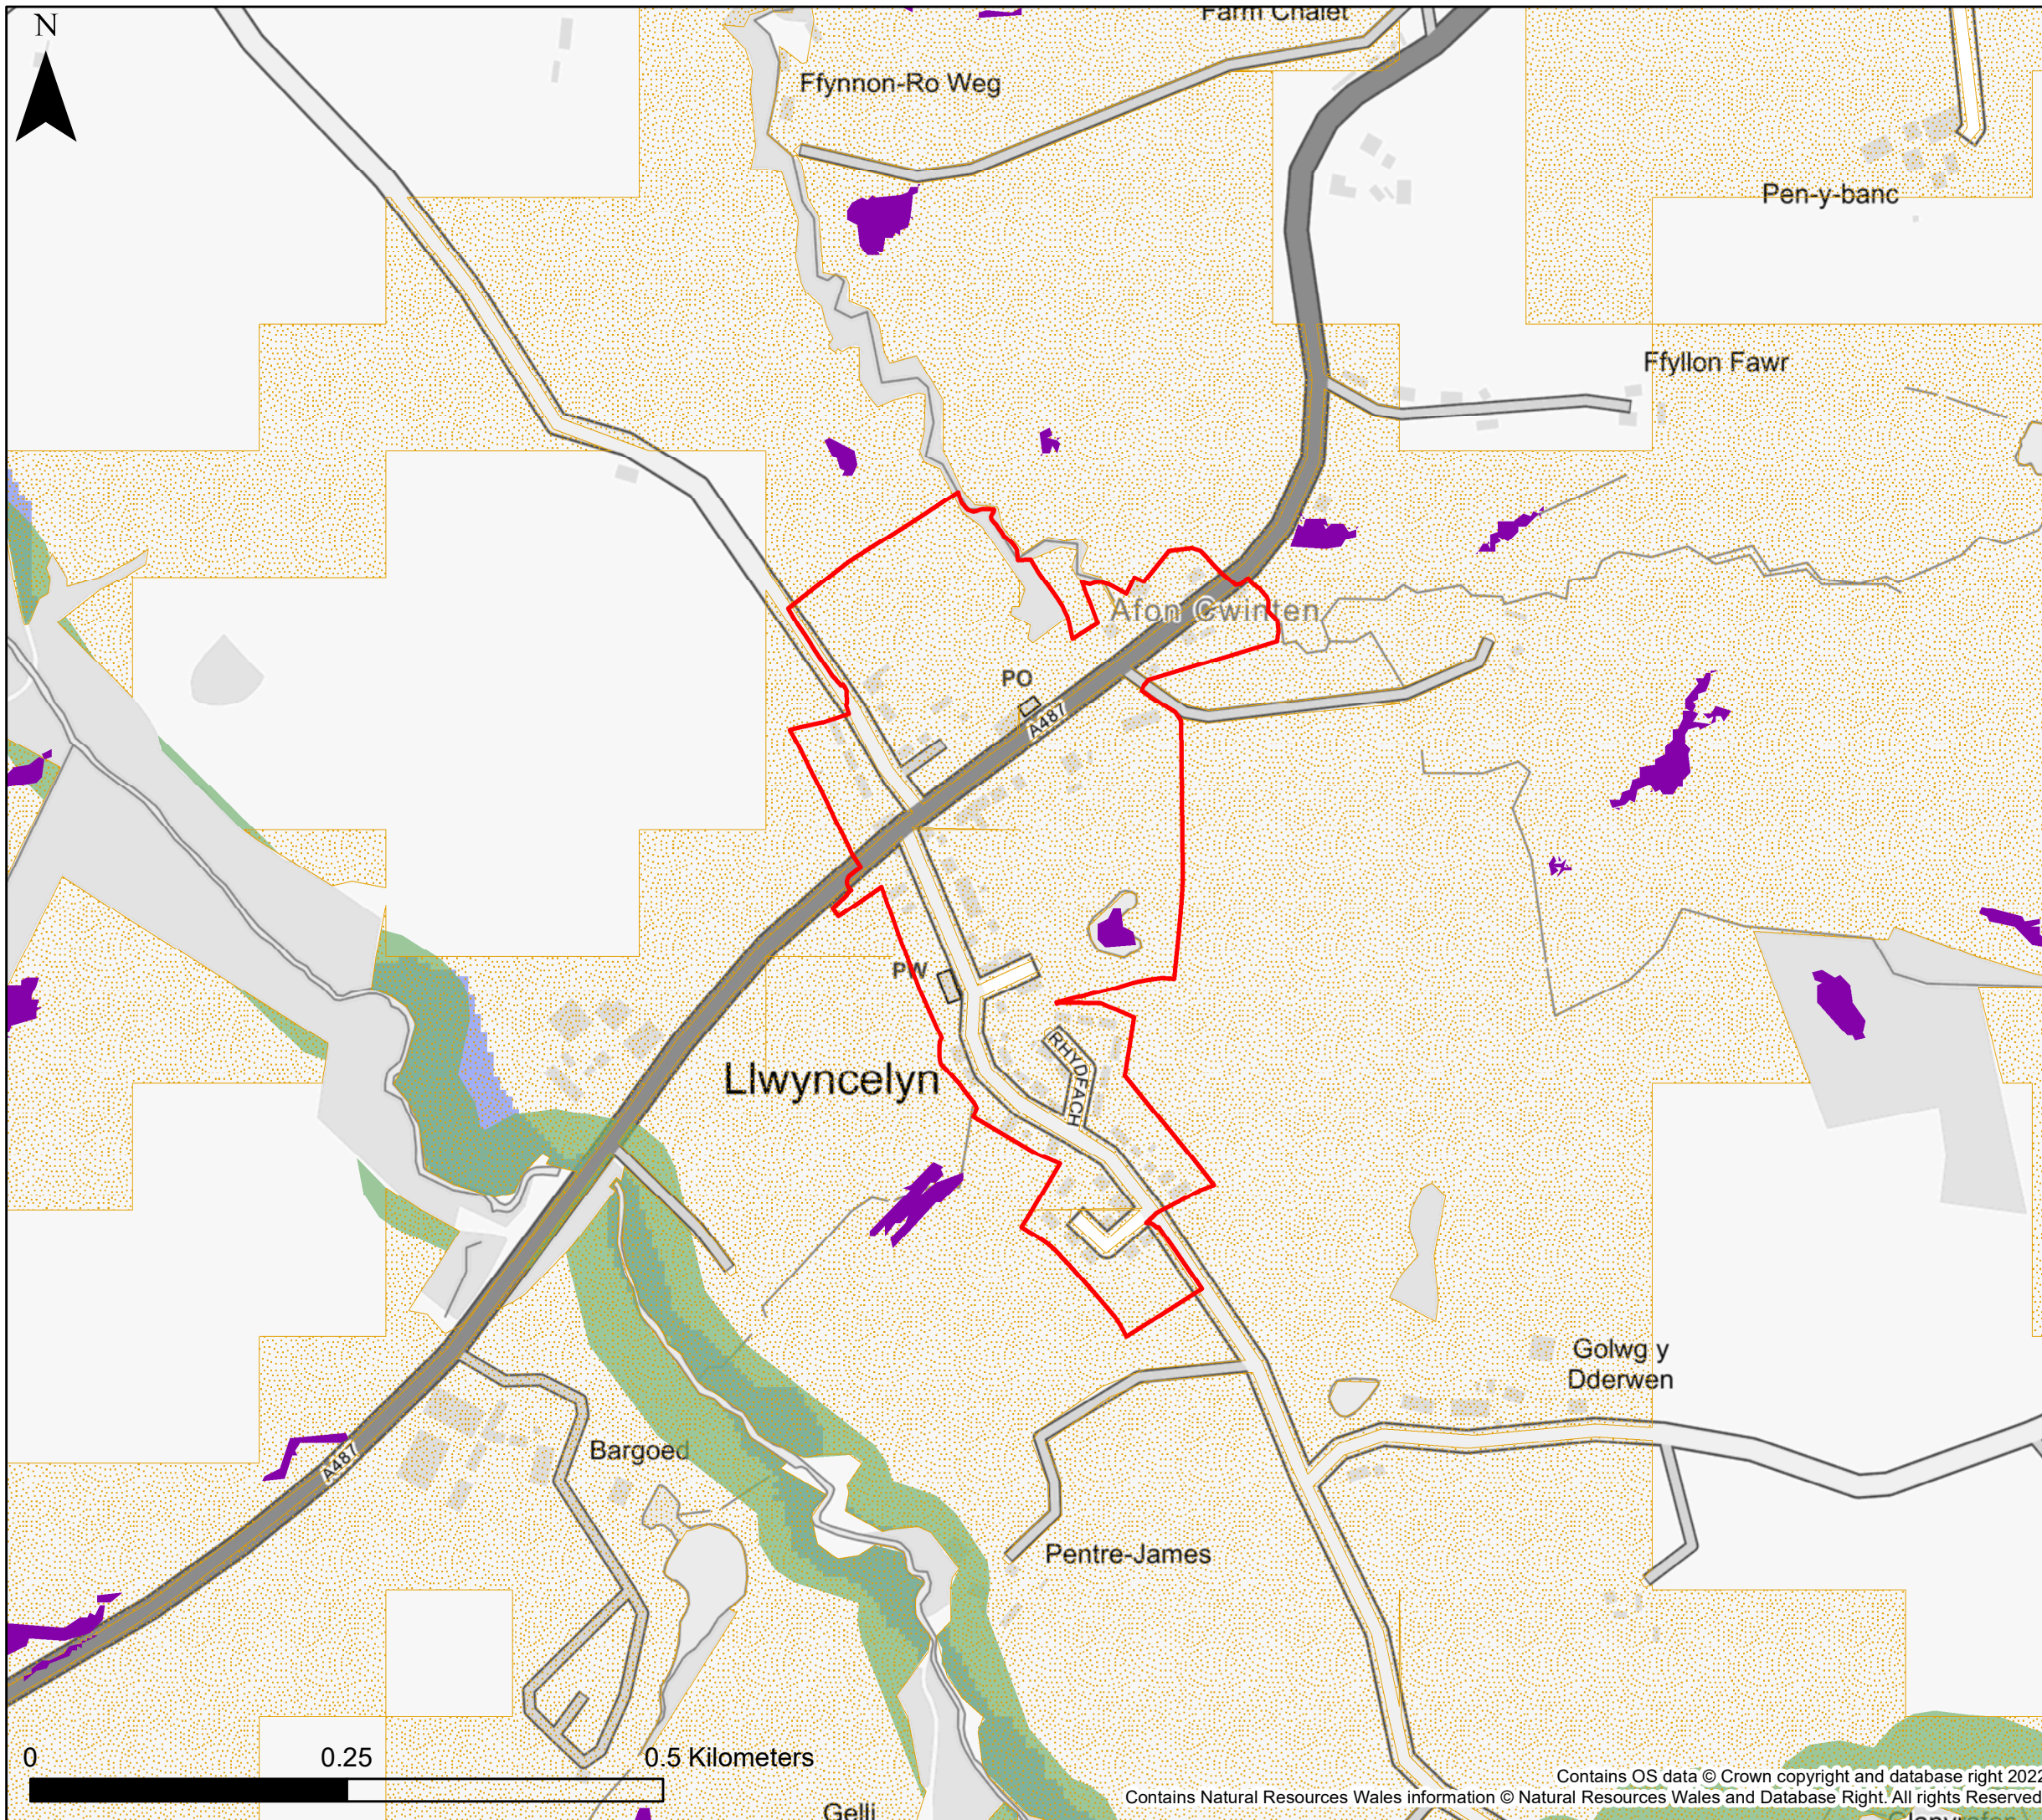 N
Farm Chalet
Ffynnon-Ro Weg
Pen-y-banc
Ffyllon Fawr
Afon Gwinten
PO
A487
PW
RHYDFACH
Llwyncelyn
Golwg y
Dderwen
Bargoed
A487
Pentre-James
0
0.25
0.5 Kilometers
Gelli
Contains OS data © Crown copyright and database right 2022
Contains Natural Resources Wales information © Natural Resources Wales and Database Right. All rights Reserved